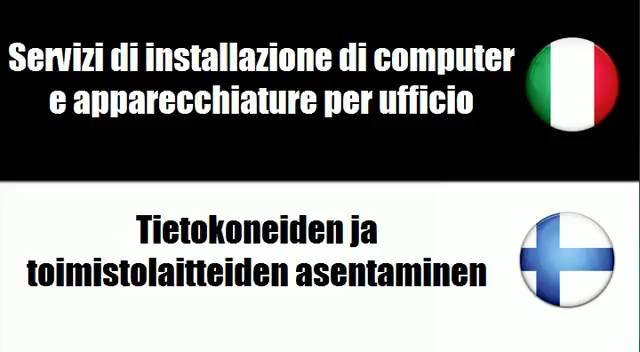 Servizi di installazione di computer
e apparecchiature per ufficio
Tietokoneiden ja
toimistolaitteiden asentaminen